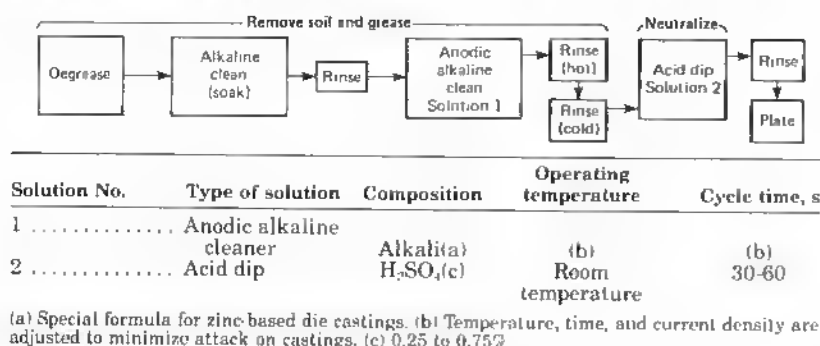 Remove soil and grease
Neutralize
Degrease
Alkaline
clean
(soak)
Rinse
Anodic
alkaline
clean
Solution 1
Rinse
(hot)
Rinse
(cold)
Acid dip
Solution 2
Rinse
Plate
Solution No. Type of solution Composition Operating temperature Cycle time, s
1 .............. Anodic alkaline
cleaner Alkali(a) (b) (b)
2 .............. Acid dip H₂SO₄(c) Room temperature 30-60
(a) Special formula for zinc-based die castings. (b) Temperature, time, and current density are
adjusted to minimize attack on castings. (c) 0.25 to 0.75%